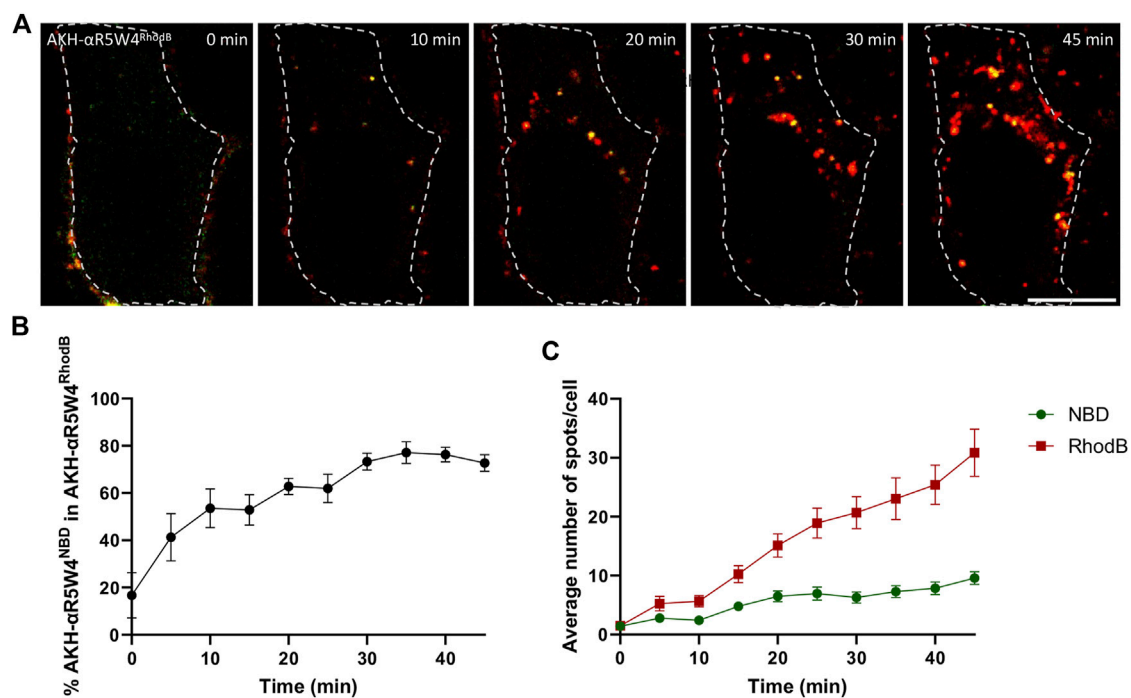 A
AKH-αR5W4RhodB
0 min
10 min
20 min
30 min
45 min
B
% AKH-αR5W4NBD in AKH-αR5W4RhodB
100
80
60
40
20
0
0 10 20 30 40
Time (min)
C
Average number of spots/cell
40
30
20
10
0
0 10 20 30 40
Time (min)
NBD
RhodB